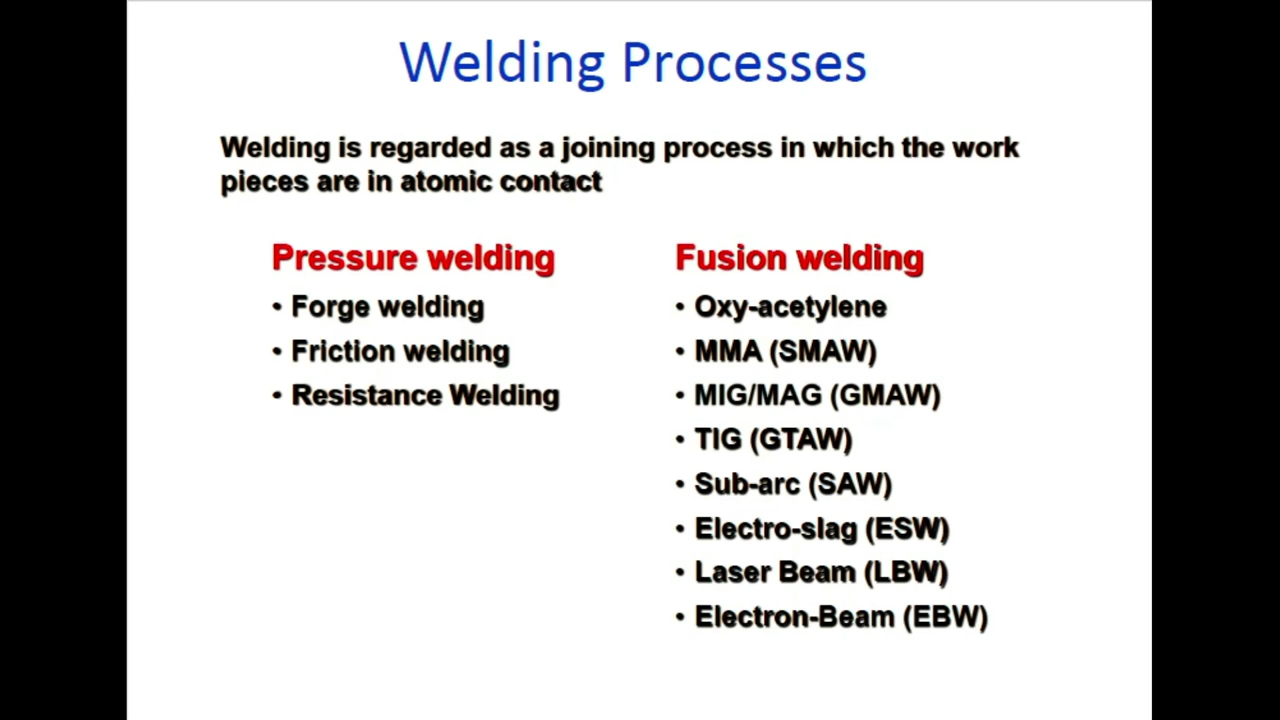 Welding Processes
Welding is regarded as a joining process in which the work
pieces are in atomic contact
Pressure welding
• Forge welding
• Friction welding
• Resistance Welding
Fusion welding
• Oxy-acetylene
• MMA (SMAW)
• MIG/MAG (GMAW)
• TIG (GTAW)
• Sub-arc (SAW)
• Electro-slag (ESW)
• Laser Beam (LBW)
• Electron-Beam (EBW)